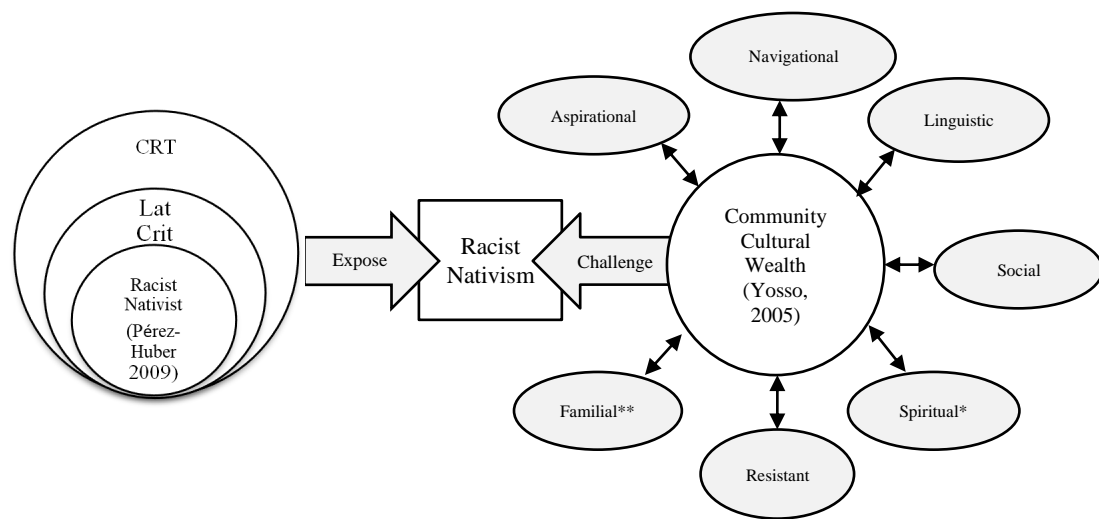 CRT
Lat
Crit
Racist
Nativist
(Pérez-
Huber
2009)
Expose
Racist
Nativism
Challenge
Community
Cultural
Wealth
(Yosso,
2005)
Aspirational
Navigational
Linguistic
Social
Spiritual*
Resistant
Familial**